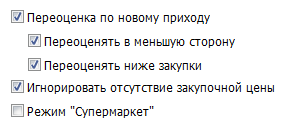 Переоценка по новому приходу
Переоценять в меньшую сторону
Переоценять ниже закупки
Игнорировать отсутствие закупочной цены
Режим "Супермаркет"